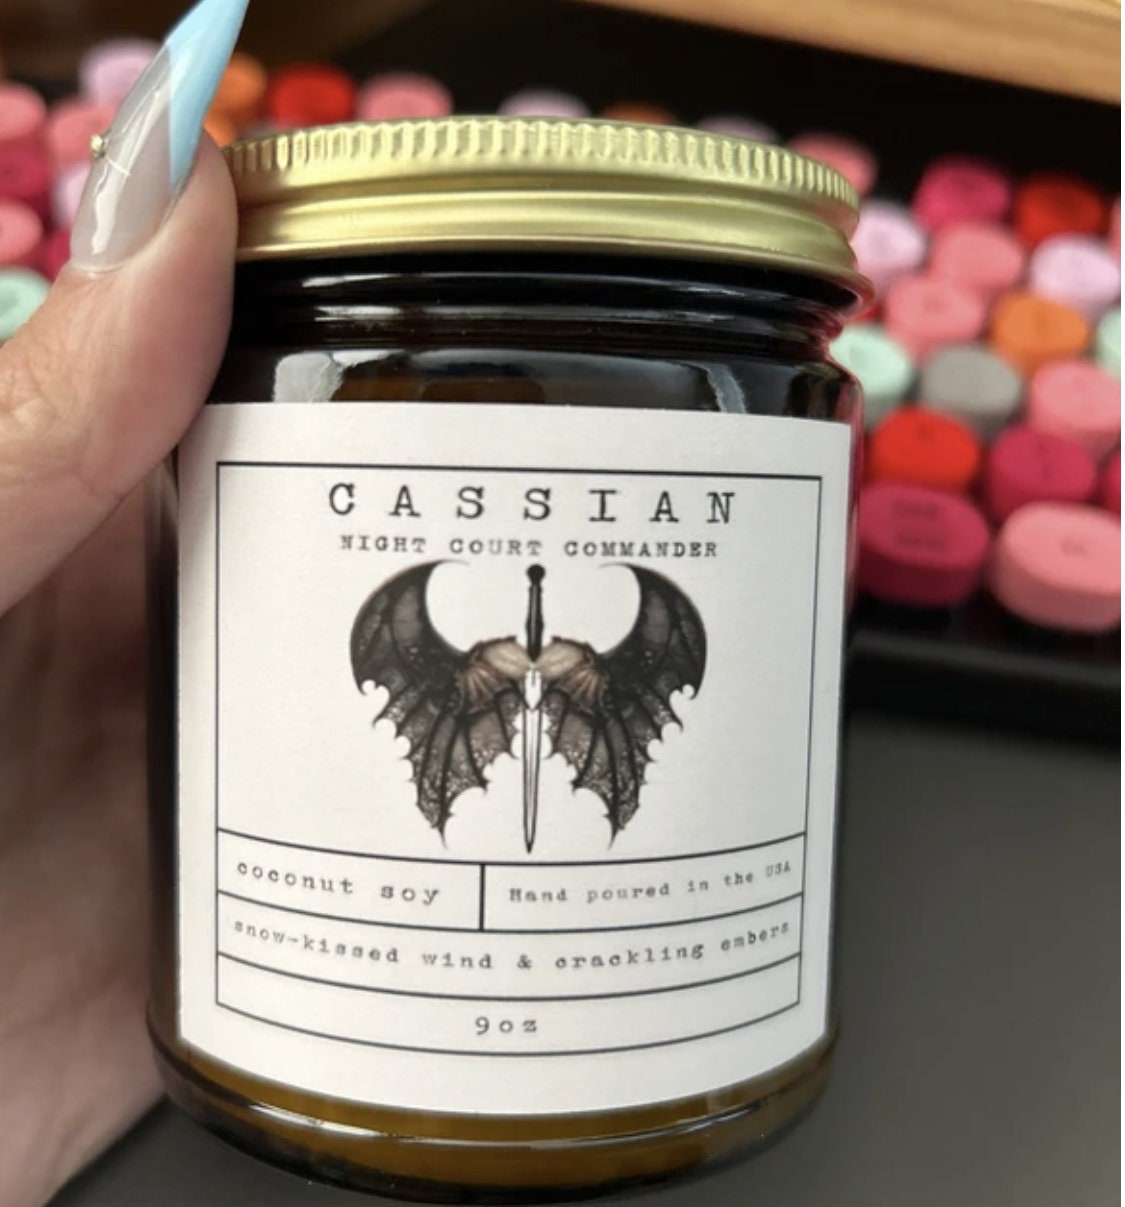 CASSIAN
NIGHT COURT COMMANDER
coconut soy
Hand poured in the USA
snow-kissed wind & crackling embers
9oz